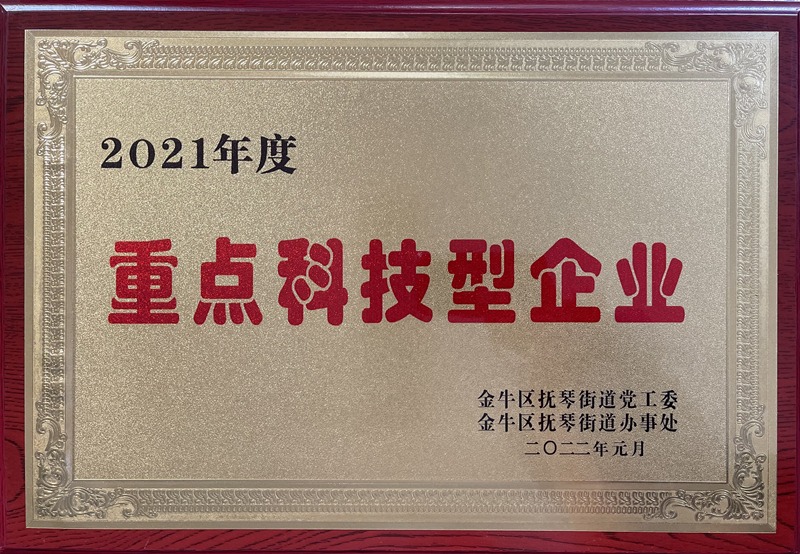 2021年度
重点科技型企业
金牛区抚琴街道党工委
金牛区抚琴街道办事处
二〇二二年元月